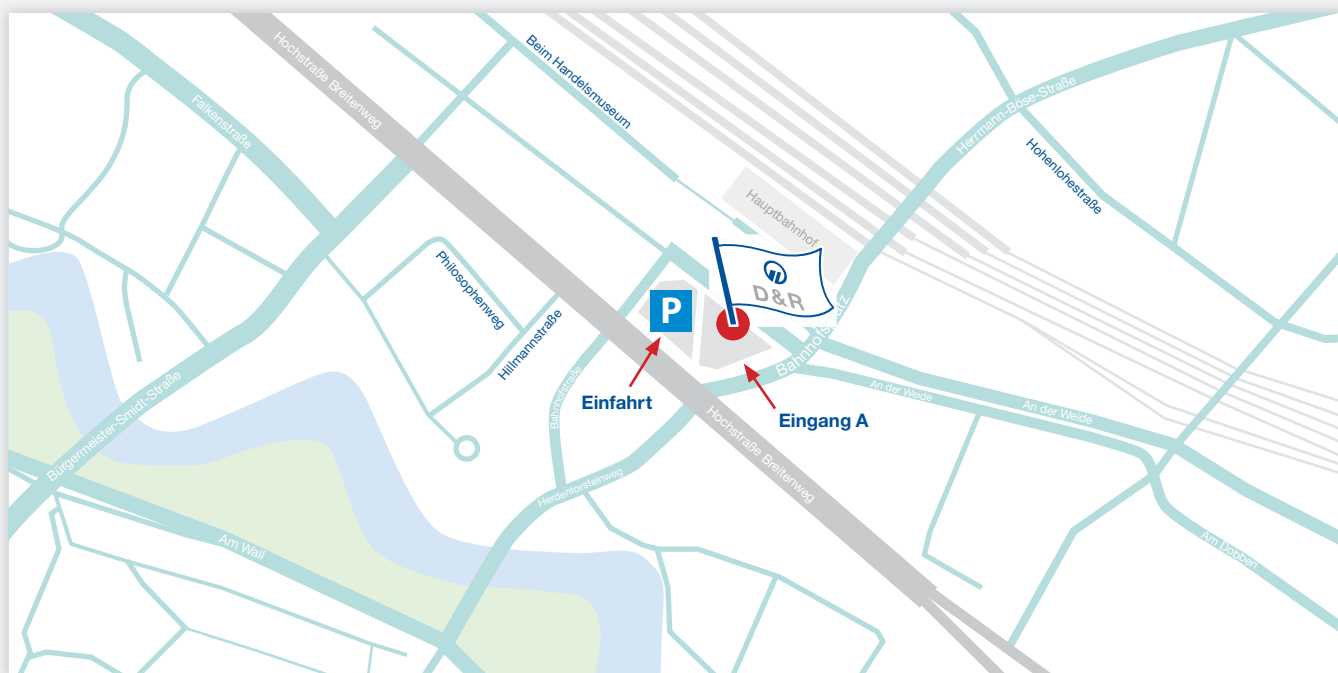 Hochstraße Breitenweg
Beim Handelsmuseum
Falkenstraße
Herrmann-Böse-Straße
Hohenlohestraße
Hauptbahnhof
Philosophenweg
D&R
P
Hillmannstraße
Bahnhofsplatz
Einfahrt
Eingang A
Bahnhofstraße
An der Weide
An der Weide
Bürgermeister-Smidt-Straße
Hochstraße Breitenweg
Herdentorsteinweg
Am Wall
Am Dobben